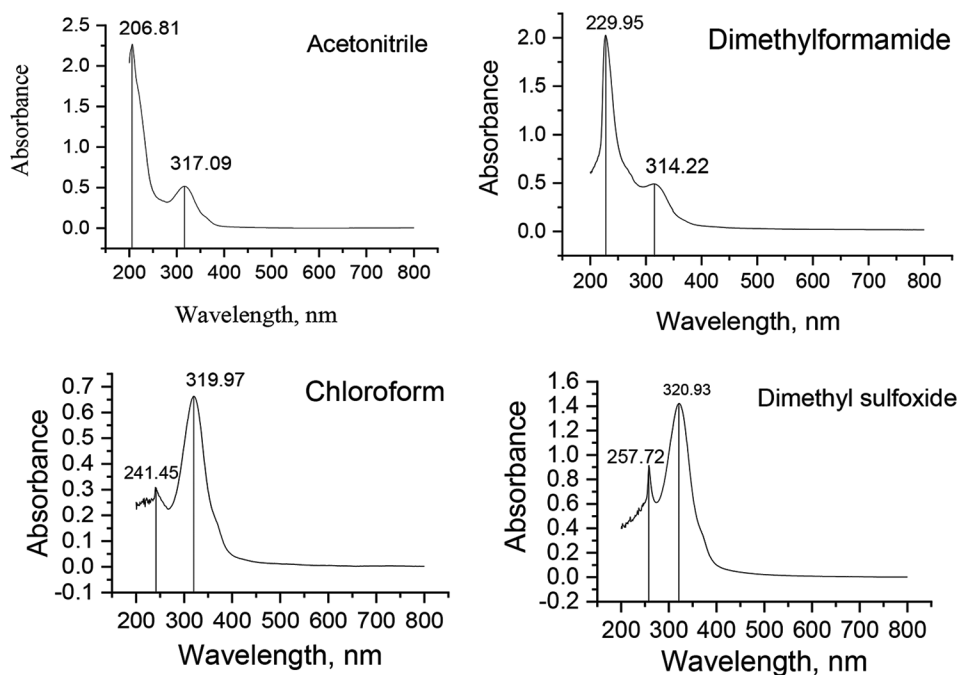 Acetonitrile
206.81
317.09
2.5
2.0
1.5
1.0
0.5
0.0
Absorbance
200 300 400 500 600 700 800
Wavelength, nm
Dimethylformamide
229.95
314.22
2.0
1.5
1.0
0.5
0.0
Absorbance
200 300 400 500 600 700 800
Wavelength, nm
Chloroform
319.97
241.45
0.7
0.6
0.5
0.4
0.3
0.2
0.1
0.0
-0.1
Absorbance
200 300 400 500 600 700 800
Wavelength, nm
Dimethyl sulfoxide
320.93
257.72
1.6
1.4
1.2
1.0
0.8
0.6
0.4
0.2
0.0
-0.2
Absorbance
200 300 400 500 600 700 800
Wavelength, nm